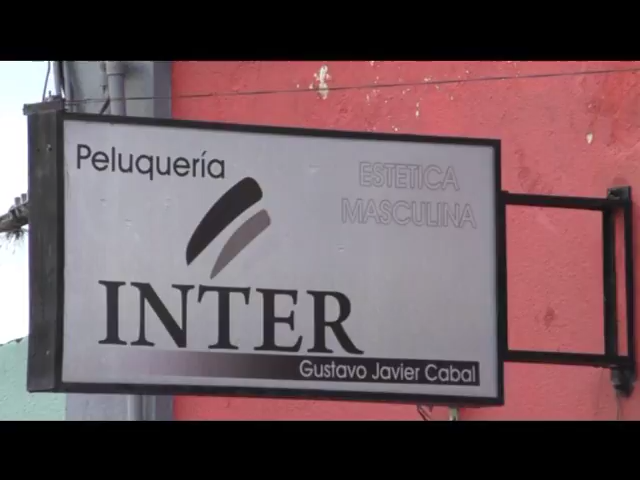 Peluquería
ESTETICA
MASCULINA
INTER
Gustavo Javier Cabal